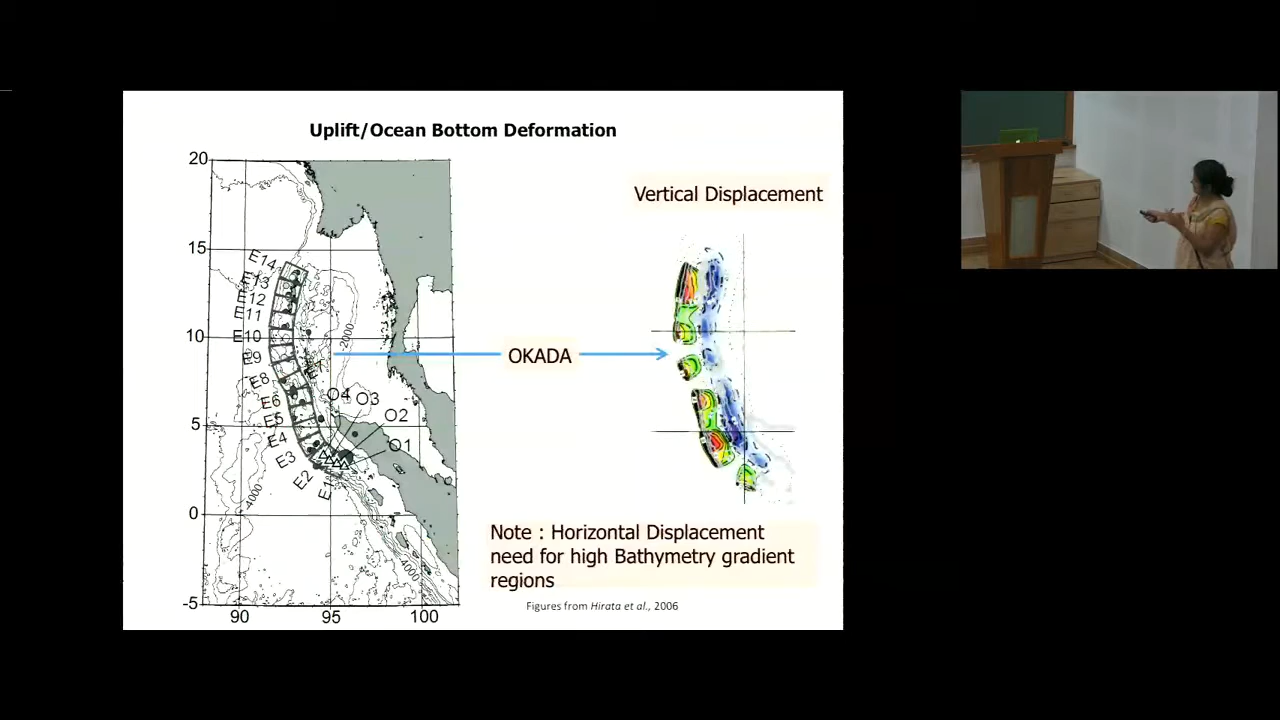 Uplift/Ocean Bottom Deformation
20
15
10
5
0
-5
90
95
100
E14
E13
E12
E11
E10
E9
E8
E7
E6
E5
E4
E3
E2
E1
O4
O3
O2
O1
-2000
-4000
-4000
OKADA
Vertical Displacement
Note : Horizontal Displacement
need for high Bathymetry gradient
regions
Figures from Hirata et al., 2006